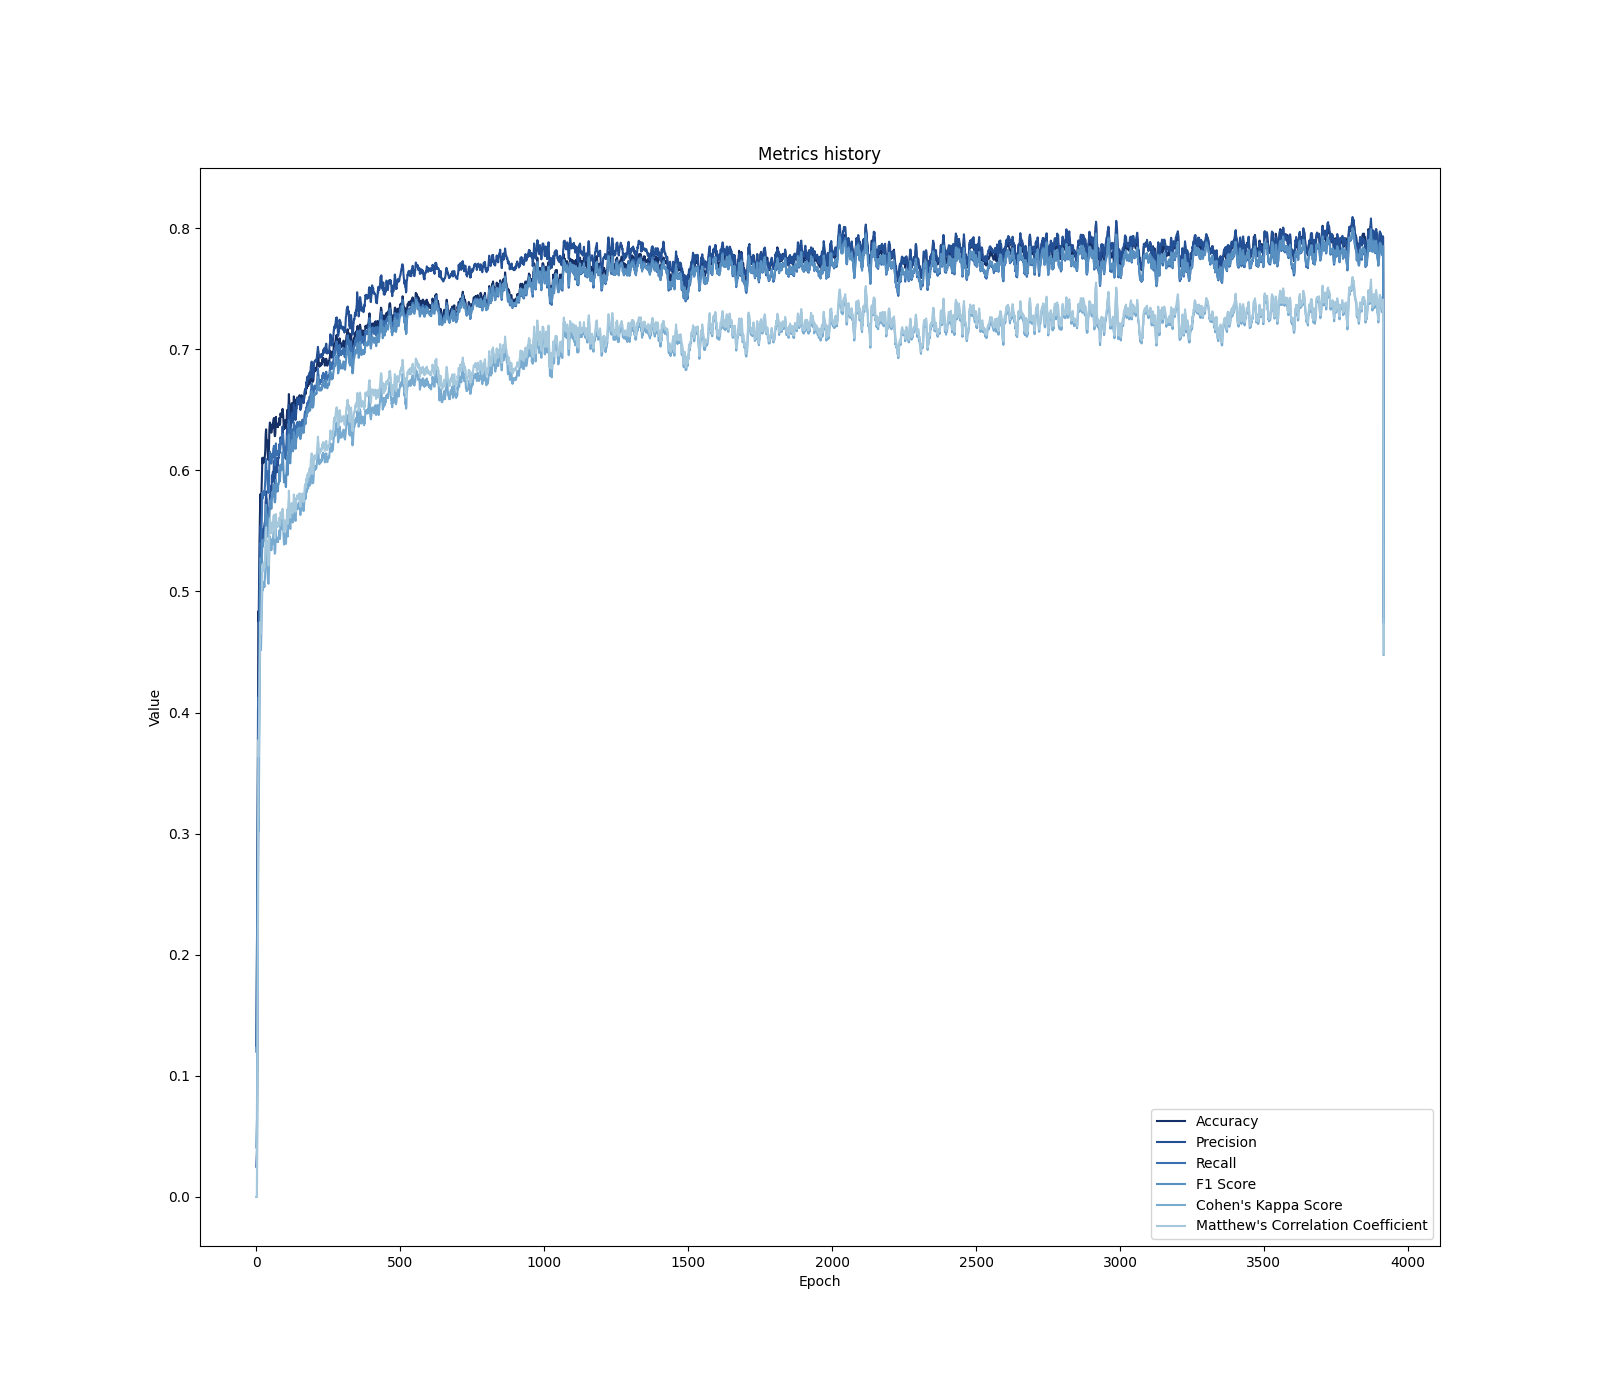 Metrics history
Value
0.8
0.7
0.6
0.5
0.4
0.3
0.2
0.1
0.0
0 500 1000 1500 2000 2500 3000 3500 4000
Epoch
Accuracy
Precision
Recall
F1 Score
Cohen's Kappa Score
Matthew's Correlation Coefficient